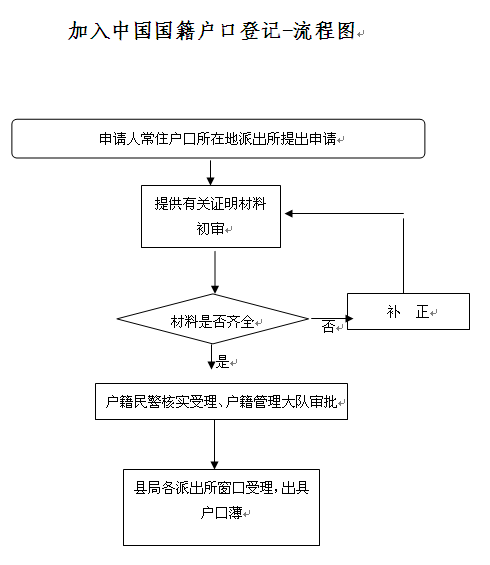 加入中国国籍户口登记-流程图
申请人常住户口所在地派出所提出申请
提供有关证明材料
初审
材料是否齐全
否
补 正
是
户籍民警核实受理、户籍管理大队审批
县局各派出所窗口受理，出具
户口薄